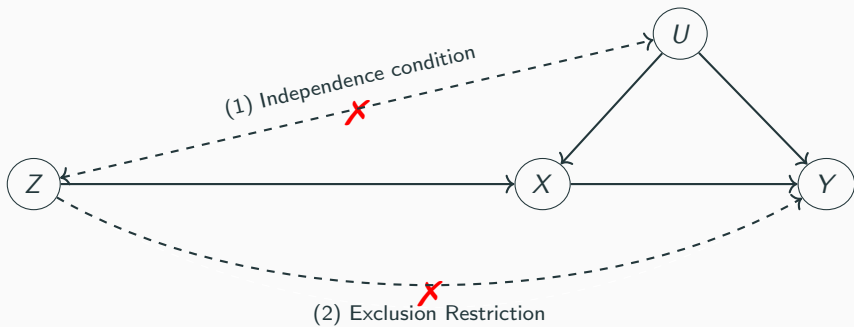 U
(1) Independence condition
Z
X
Y
(2) Exclusion Restriction